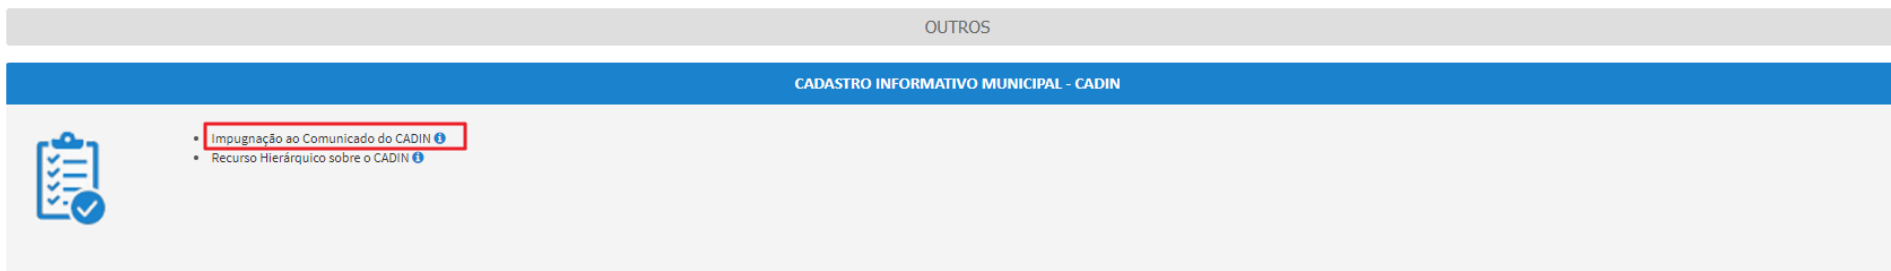 OUTROS
CADASTRO INFORMATIVO MUNICIPAL - CADIN
• Impugnação ao Comunicado do CADIN
• Recurso Hierárquico sobre o CADIN